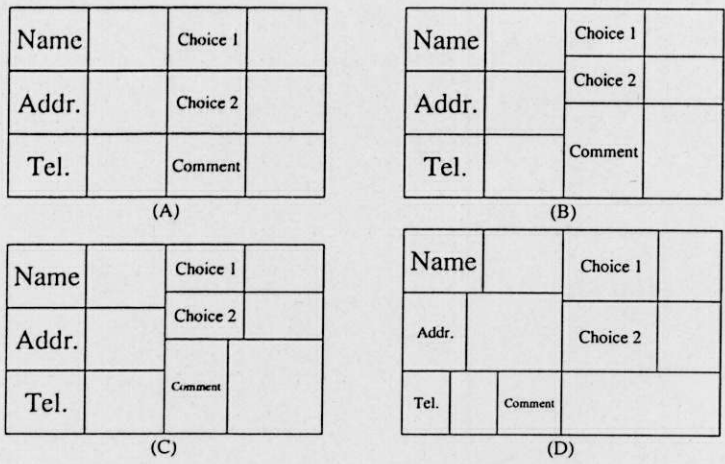 Name Choice 1
Addr. Choice 2
Tel. Comment
(A)
Name Choice 1
Choice 2
Addr.
Comment
Tel.
(B)
Name Choice 1
Choice 2
Addr.
Comment
Tel.
(C)
Name Choice 1
Addr. Choice 2
Tel. Comment
(D)